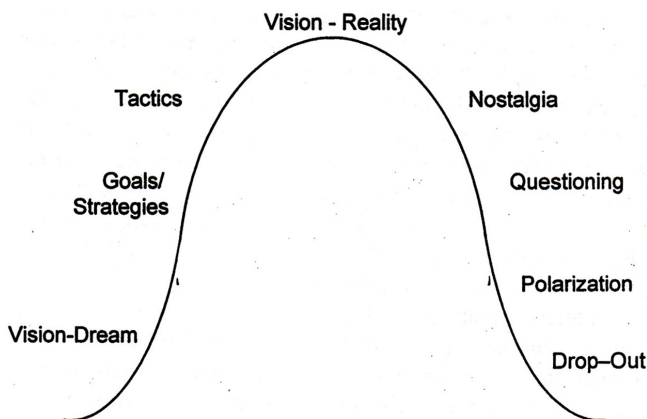 Vision - Reality
Tactics
Nostalgia
Goals/
Strategies
Questioning
Polarization
Vision-Dream
Drop–Out